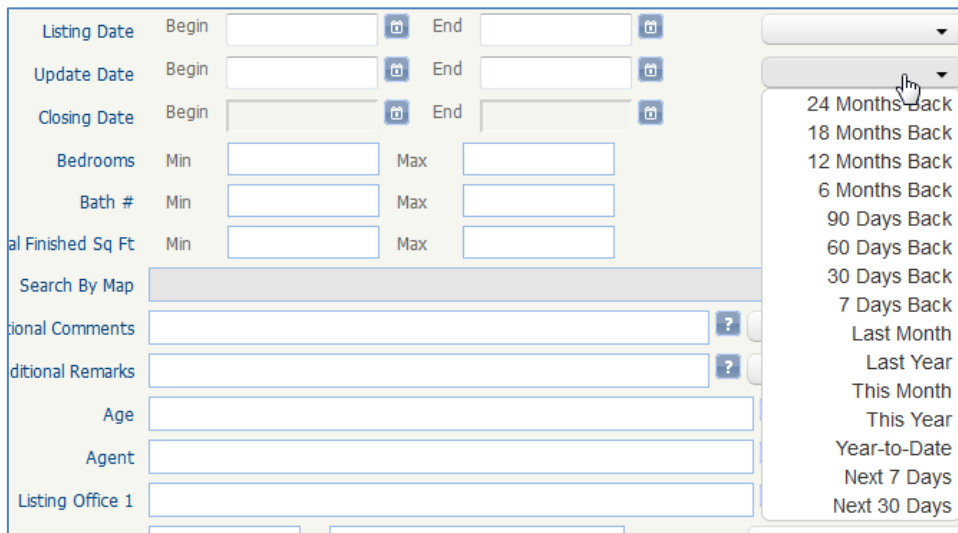 Listing Date Begin End
Update Date Begin End
Closing Date Begin End
24 Months Back
18 Months Back
12 Months Back
6 Months Back
90 Days Back
60 Days Back
30 Days Back
7 Days Back
Last Month
Last Year
This Month
This Year
Year-to-Date
Next 7 Days
Next 30 Days
Bedrooms Min Max
Bath # Min Max
al Finished Sq Ft Min Max
Search By Map
tional Comments ?
ditional Remarks ?
Age
Agent
Listing Office 1